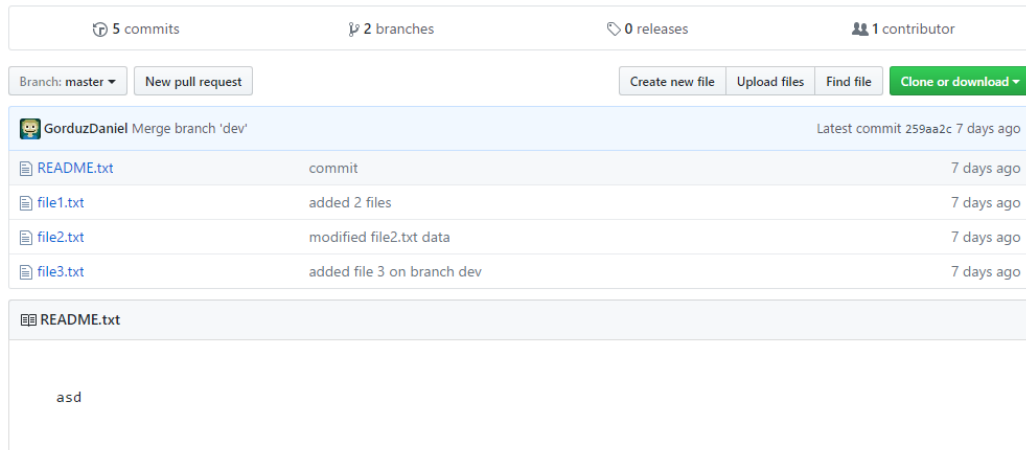 5 commits 2 branches 0 releases 1 contributor
Branch: master New pull request Create new file Upload files Find file Clone or download
GorduzDaniel Merge branch 'dev' Latest commit 259aa2c 7 days ago
README.txt commit 7 days ago
file1.txt added 2 files 7 days ago
file2.txt modified file2.txt data 7 days ago
file3.txt added file 3 on branch dev 7 days ago
README.txt
asd